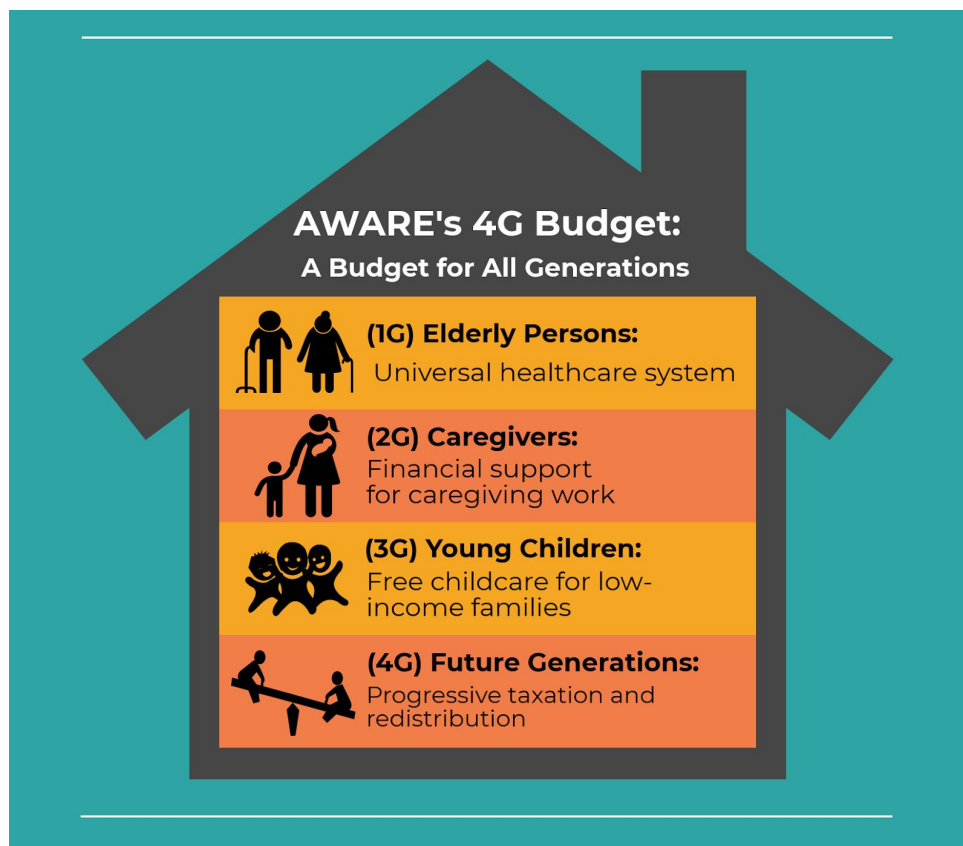 AWARE's 4G Budget:
A Budget for All Generations
(1G) Elderly Persons:
Universal healthcare system
(2G) Caregivers:
Financial support
for caregiving work
(3G) Young Children:
Free childcare for low-
income families
(4G) Future Generations:
Progressive taxation and
redistribution